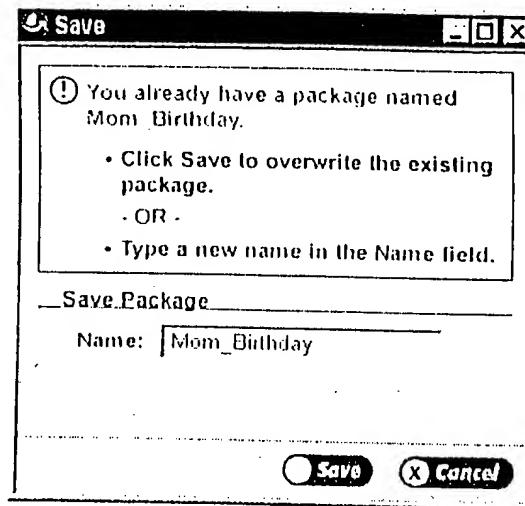 Save
! You already have a package named
Mom_Birthday.
• Click Save to overwrite the existing
package.
- OR -
• Type a new name in the Name field.
Save Package
Name: Mom_Birthday
Save X Cancel